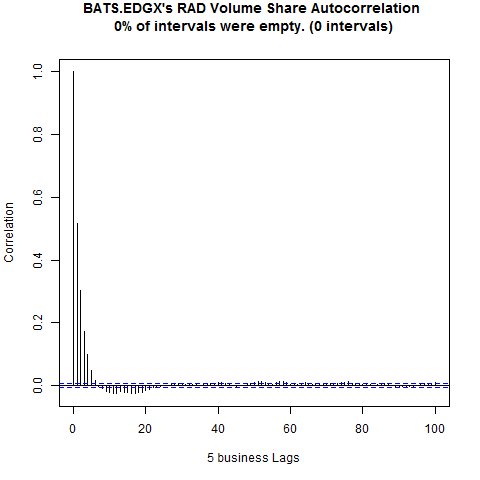 BATS.EDGX's RAD Volume Share Autocorrelation
0% of intervals were empty. (0 intervals)
1.0
0.8
0.6
0.4
0.2
0.0
Correlation
0 20 40 60 80 100
5 business Lags